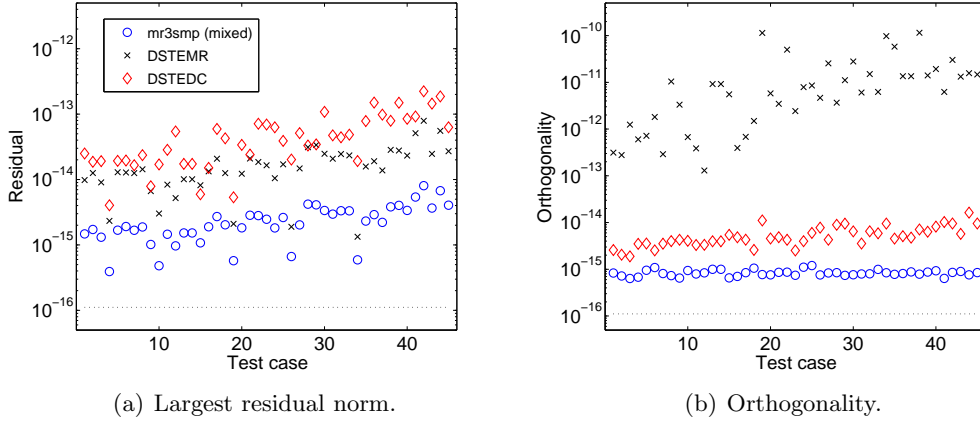 mr3smp (mixed)
DSTEMR
DSTEDC
10^-12
10^-13
10^-14
10^-15
10^-16
Residual
10 20 30 40
Test case
(a) Largest residual norm.
10^-10
10^-11
10^-12
10^-13
10^-14
10^-15
10^-16
Orthogonality
10 20 30 40
Test case
(b) Orthogonality.